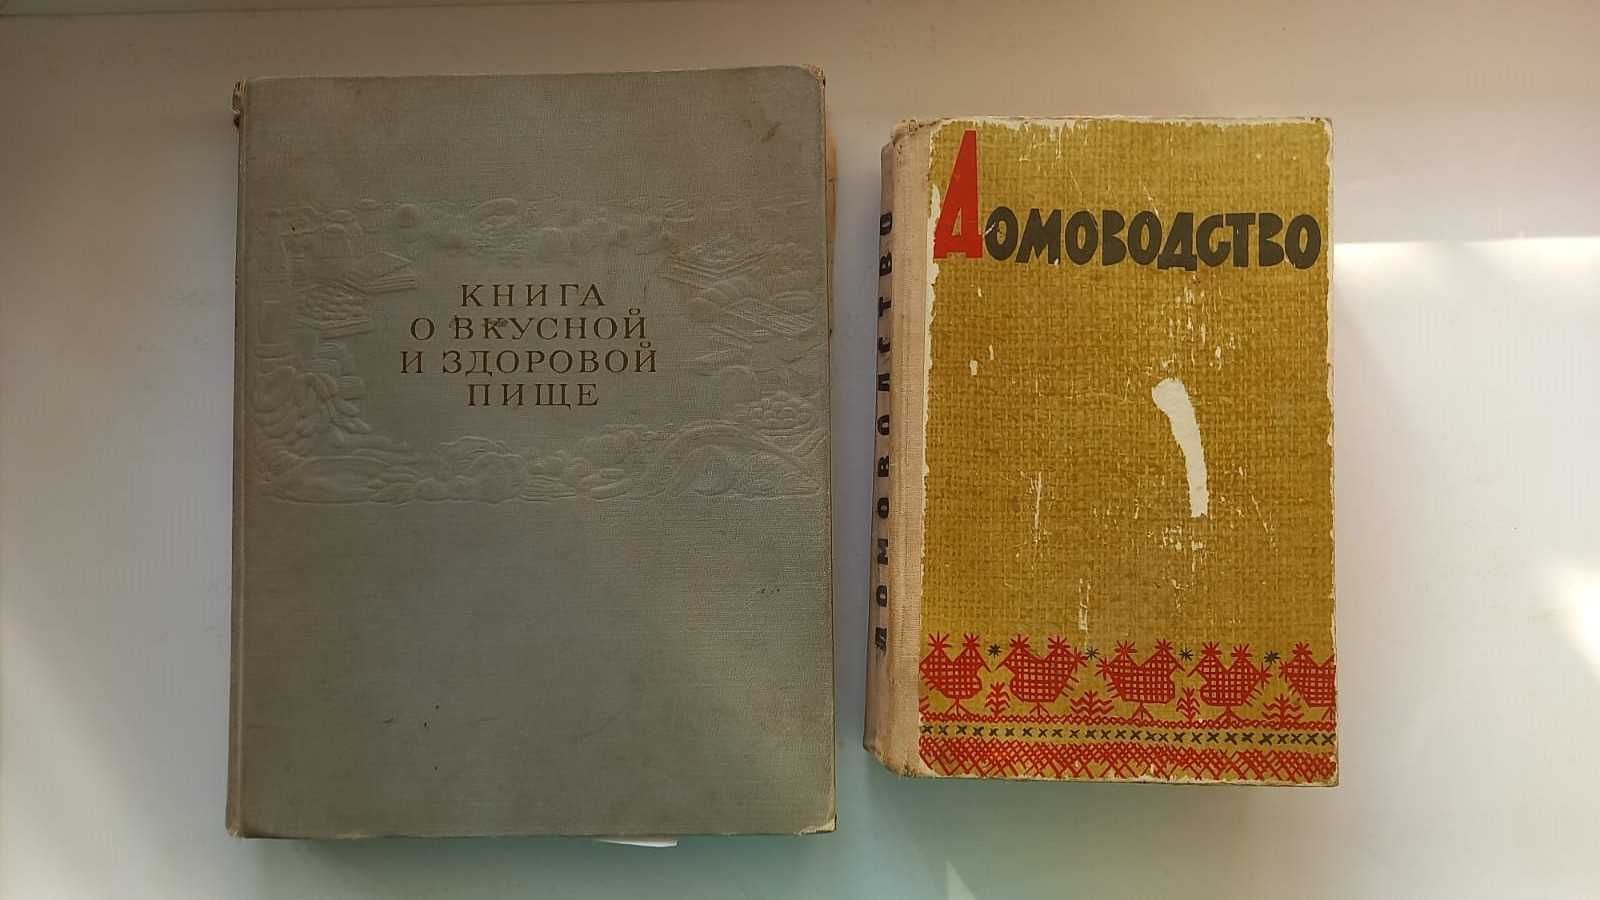 КНИГА
О ВКУСНОЙ
И ЗДОРОВОЙ
ПИЩЕ
ДОМОВОДСТВО
ДОМОВОДСТВО